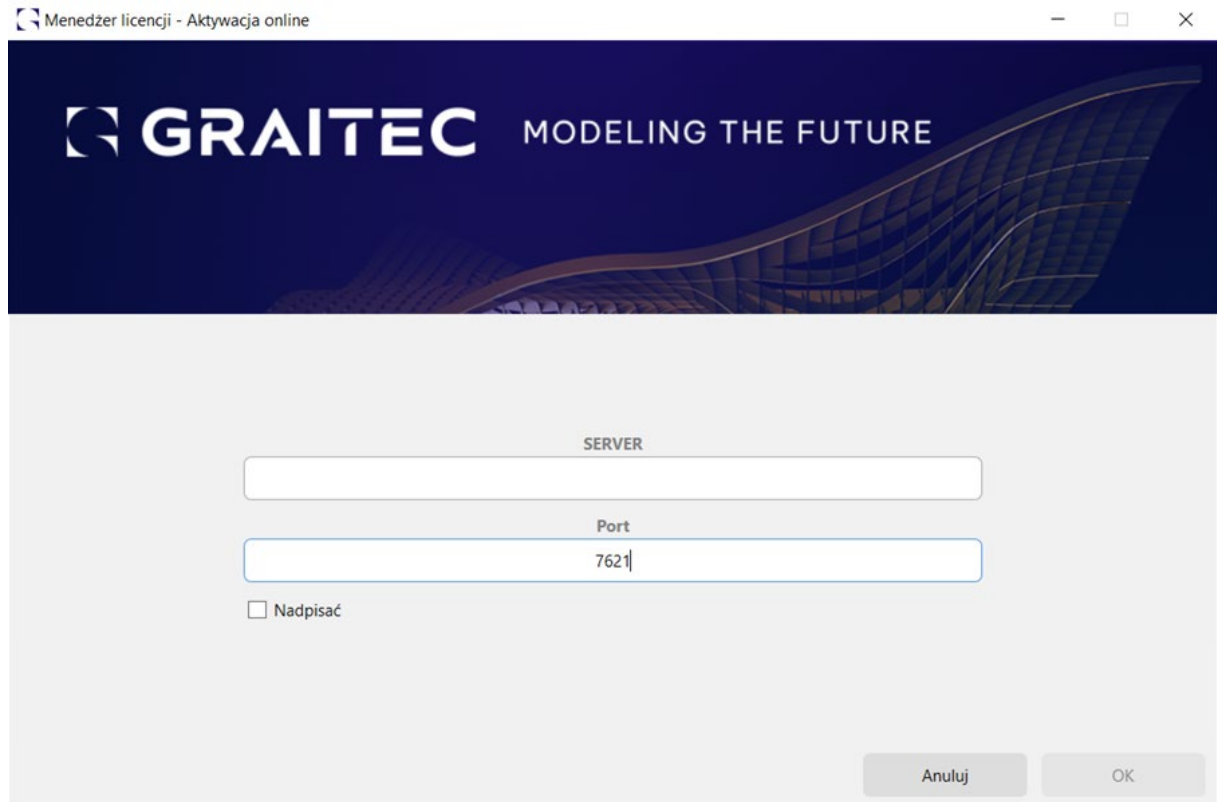 Menedżer licencji - Aktywacja online
GRAITEC MODELING THE FUTURE
SERVER
Port
7621
Nadpisać
Anuluj OK